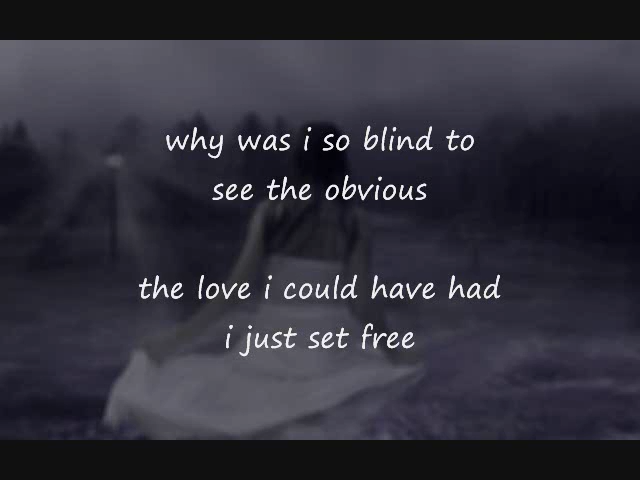 why was i so blind to
see the obvious
the love i could have had
i just set free